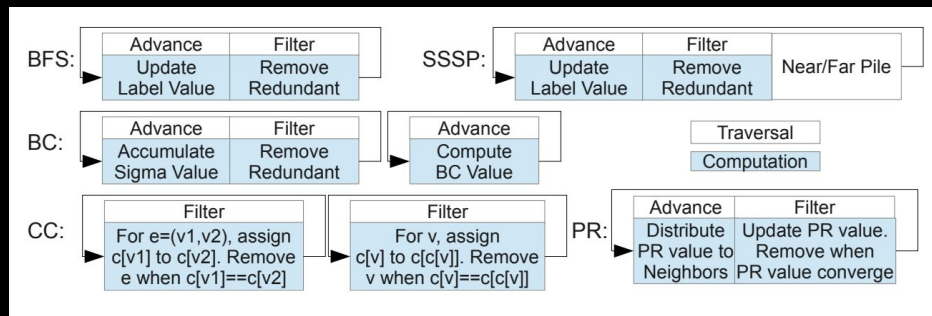 BFS:
Advance
Filter
Update
Label Value
Remove
Redundant
SSSP:
Advance
Filter
Update
Label Value
Remove
Redundant
Near/Far Pile
BC:
Advance
Filter
Accumulate
Sigma Value
Remove
Redundant
Advance
Compute
BC Value
Traversal
Computation
CC:
Filter
For e=(v1,v2), assign
c[v1] to c[v2]. Remove
e when c[v1]==c[v2]
Filter
For v, assign
c[v] to c[c[v]]. Remove
v when c[v]==c[c[v]]
PR:
Advance
Filter
Distribute
PR value to
Neighbors
Update PR value.
Remove when
PR value converge